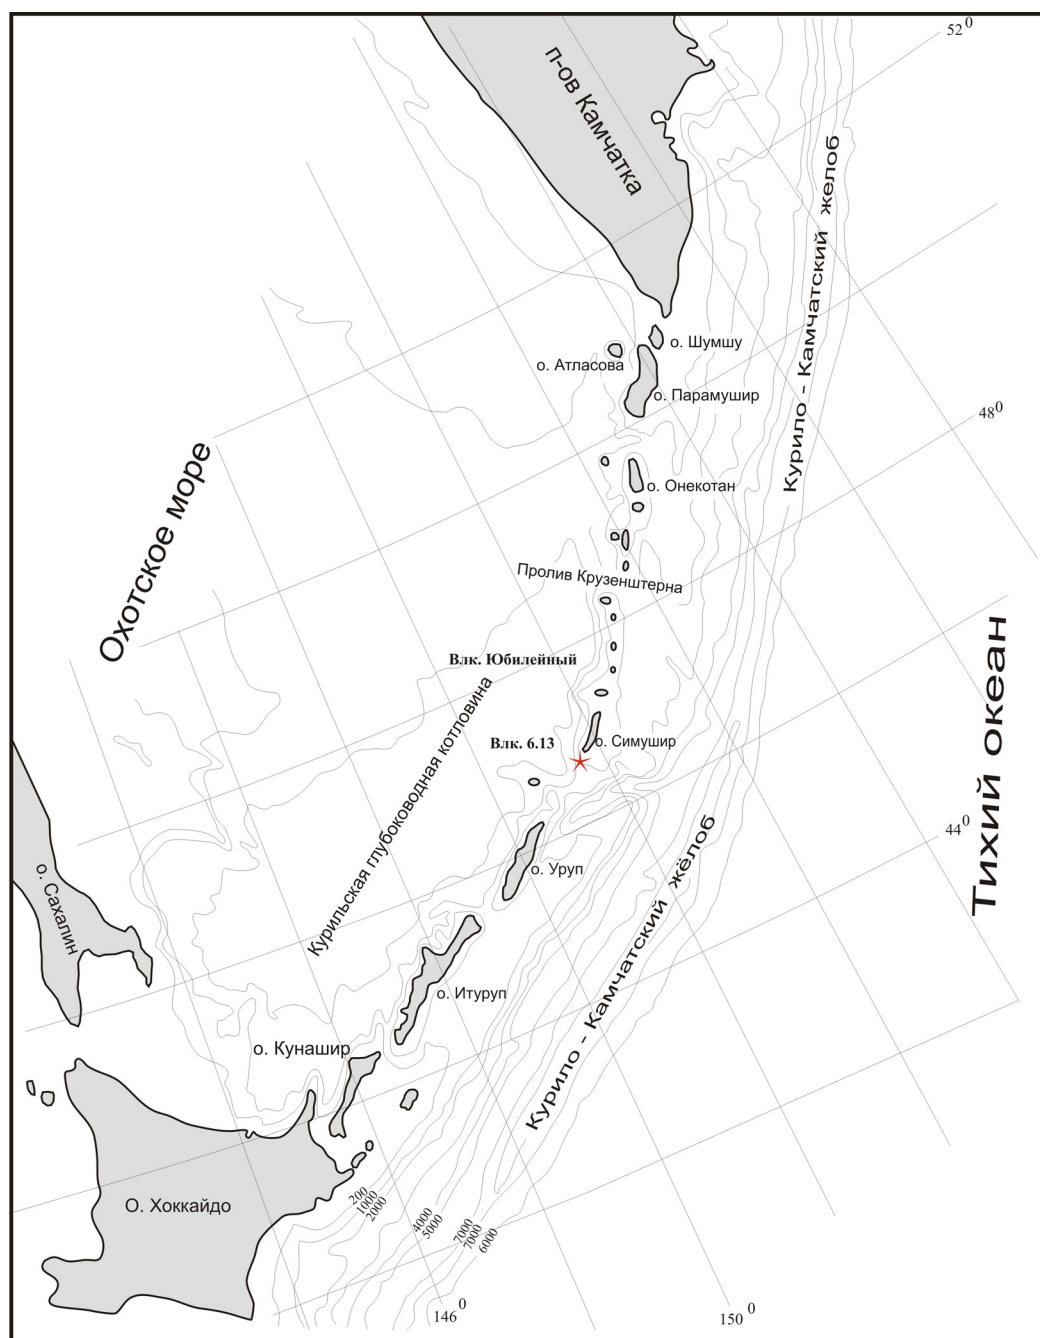 52⁰
п-ов Камчатка
Курило - Камчатский желоб
о. Шумшу
о. Атласова
о. Парамушир
48⁰
Охотское море
о. Онекотан
Пролив Крузенштерна
Влк. Юбилейный
Тихий океан
Курильская глубоководная котловина
Влк. 6.13
о. Симушир
44⁰
Курило - Камчатский жёлоб
о. Уруп
о. Сахалин
о. Итуруп
о. Кунашир
О. Хоккайдо
200
1000
2000
4000
5000
7000
7000
6000
146⁰
150⁰